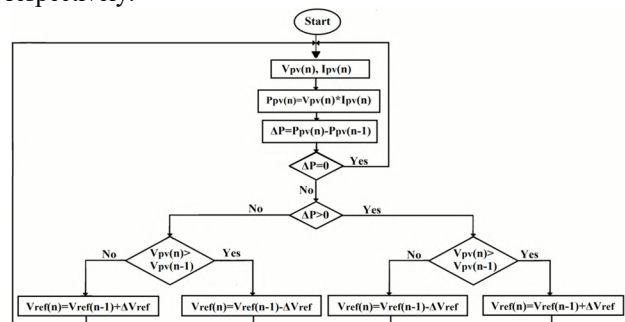 respectively.
Start
Vpv(n), Ipv(n)
Ppv(n)=Vpv(n)*Ipv(n)
ΔP=Ppv(n)-Ppv(n-1)
ΔP=0
Yes
No
ΔP>0
No
Yes
Vpv(n)>
Vpv(n-1)
No
Yes
Vpv(n)>
Vpv(n-1)
No
Yes
Vref(n)=Vref(n-1)+ΔVref
Vref(n)=Vref(n-1)-ΔVref
Vref(n)=Vref(n-1)-ΔVref
Vref(n)=Vref(n-1)+ΔVref